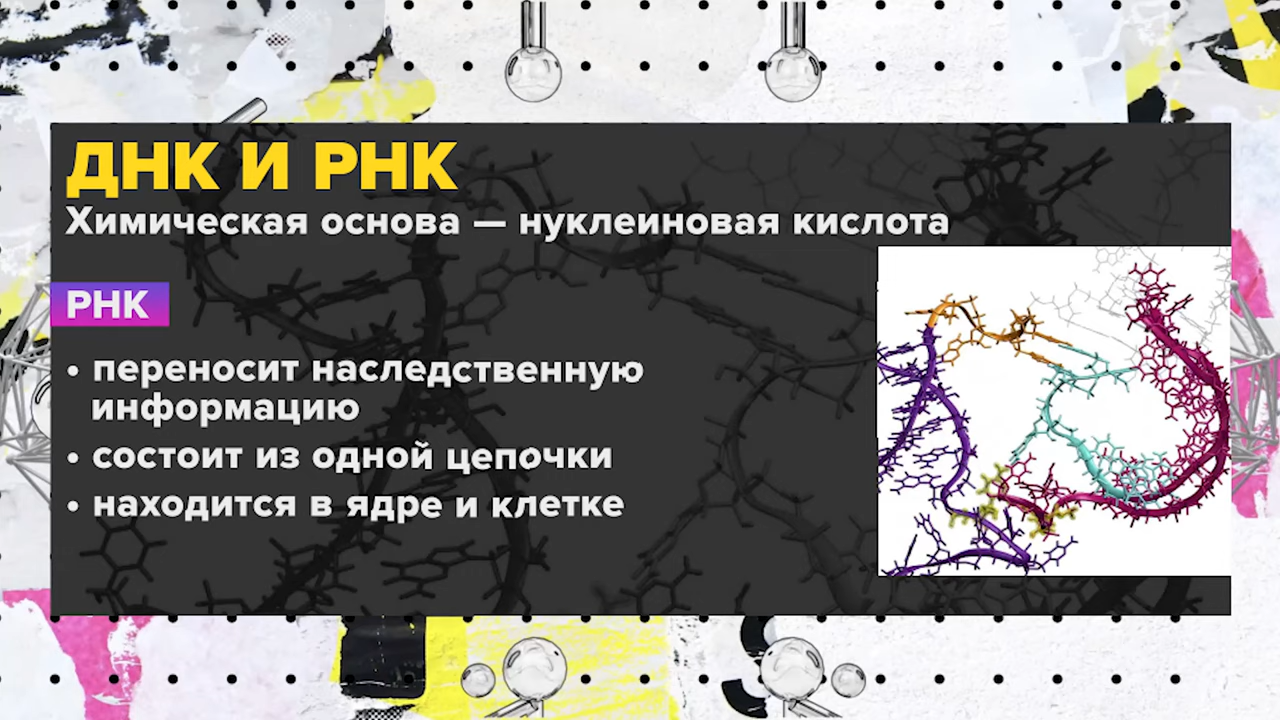 ДНК И РНК
Химическая основа — нуклеиновая кислота
РНК
• переносит наследственную
информацию
• состоит из одной цепочки
• находится в ядре и клетке